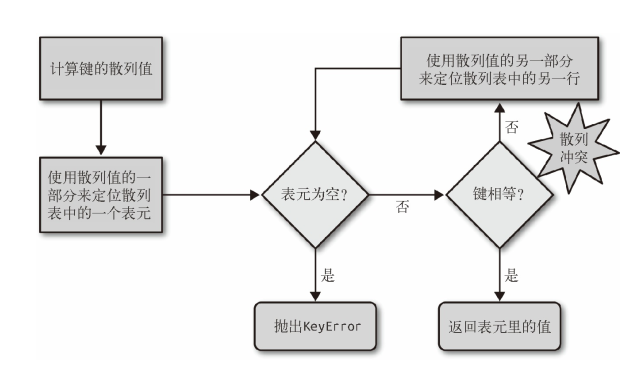 计算键的散列值
使用散列值的另一部分
来定位散列表中的另一行
否
散列
冲突
使用散列值的一
部分来定位散列
表中的一个表元
表元为空?
否
键相等?
是
是
抛出KeyError
返回表元里的值